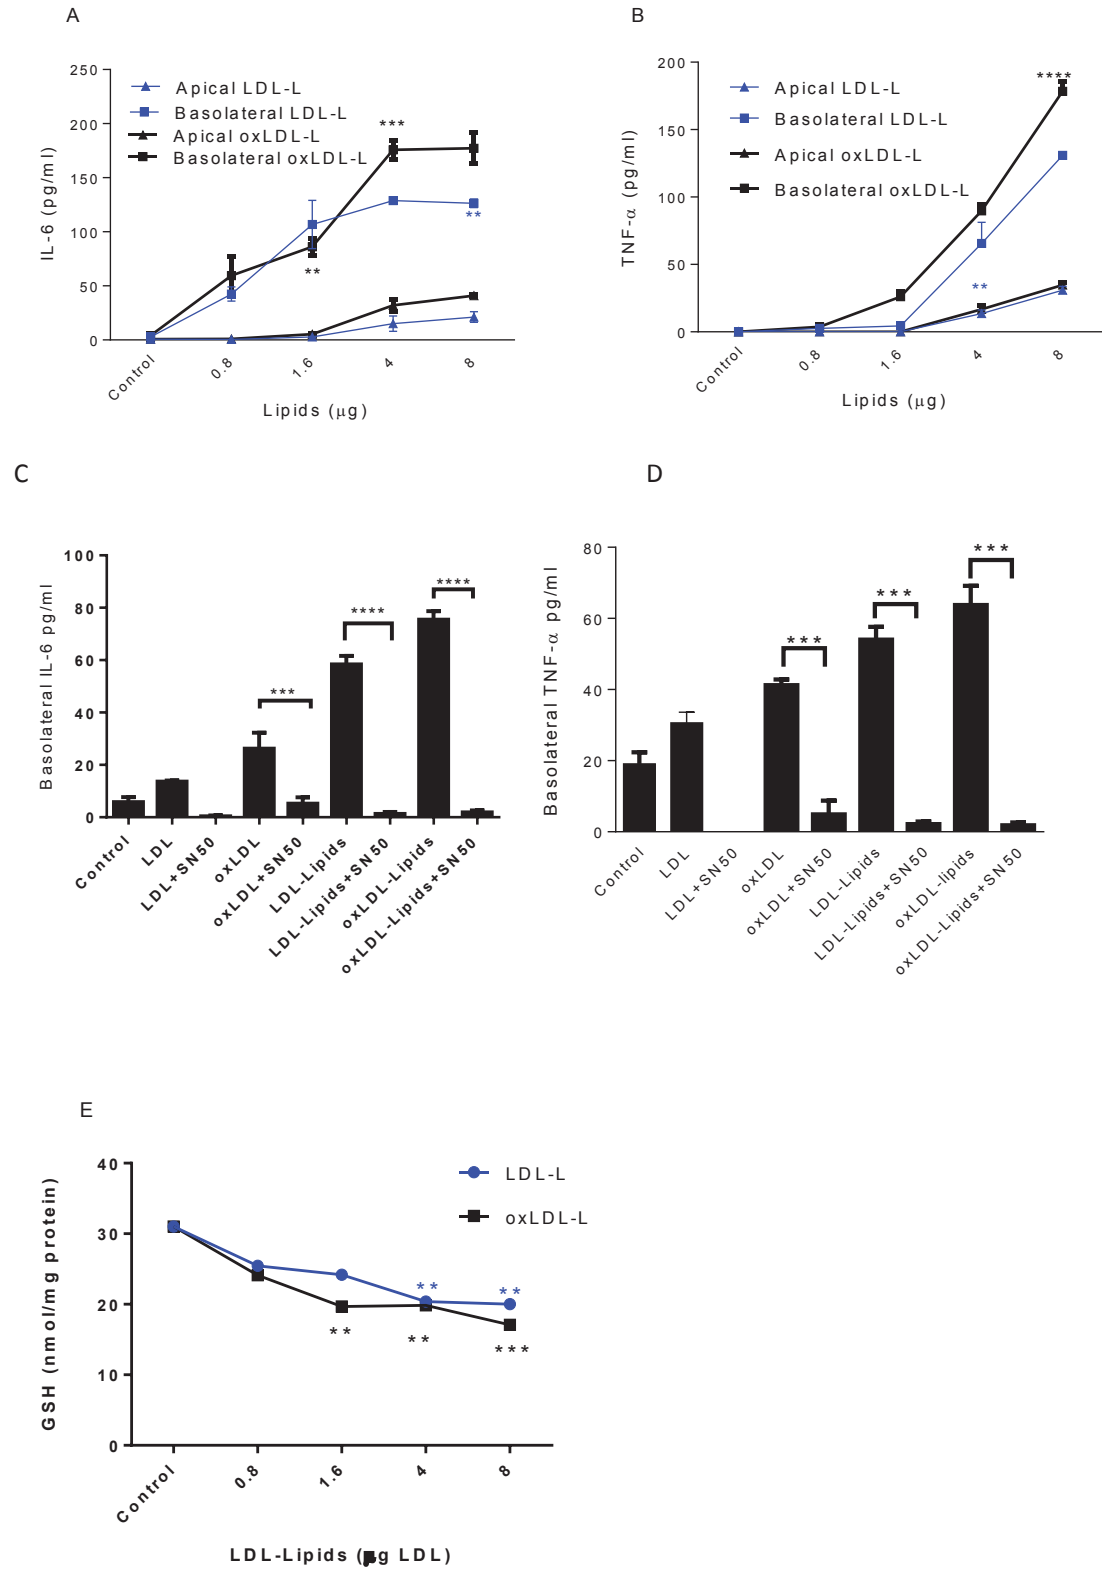 A
B
250
200
150
100
50
0
IL-6 (pg/ml)
Apical LDL-L
Basolateral LDL-L
Apical oxLDL-L
Basolateral oxLDL-L
***
**
**
Control
0.8
1.6
4
8
Lipids (μg)
200
150
100
50
0
TNF-α (pg/ml)
Apical LDL-L
Basolateral LDL-L
Apical oxLDL-L
Basolateral oxLDL-L
****
**
Control
0.8
1.6
4
8
Lipids (μg)
C
D
100
80
60
40
20
0
Basolateral IL-6 pg/ml
***
****
****
Control
LDL
LDL+SN50
oxLDL
oxLDL+SN50
LDL-Lipids
LDL-Lipids+SN50
oxLDL-Lipids
oxLDL-Lipids+SN50
80
60
40
20
0
Basolateral TNF-α pg/ml
***
***
***
Control
LDL
LDL+SN50
oxLDL
oxLDL+SN50
LDL-Lipids
LDL-Lipids+SN50
oxLDL-lipids
oxLDL-Lipids+SN50
E
40
30
20
10
0
GSH (nmol/mg protein)
LDL-L
oxLDL-L
**
**
**
**
***
Control
0.8
1.6
4
8
LDL-Lipids (μg LDL)